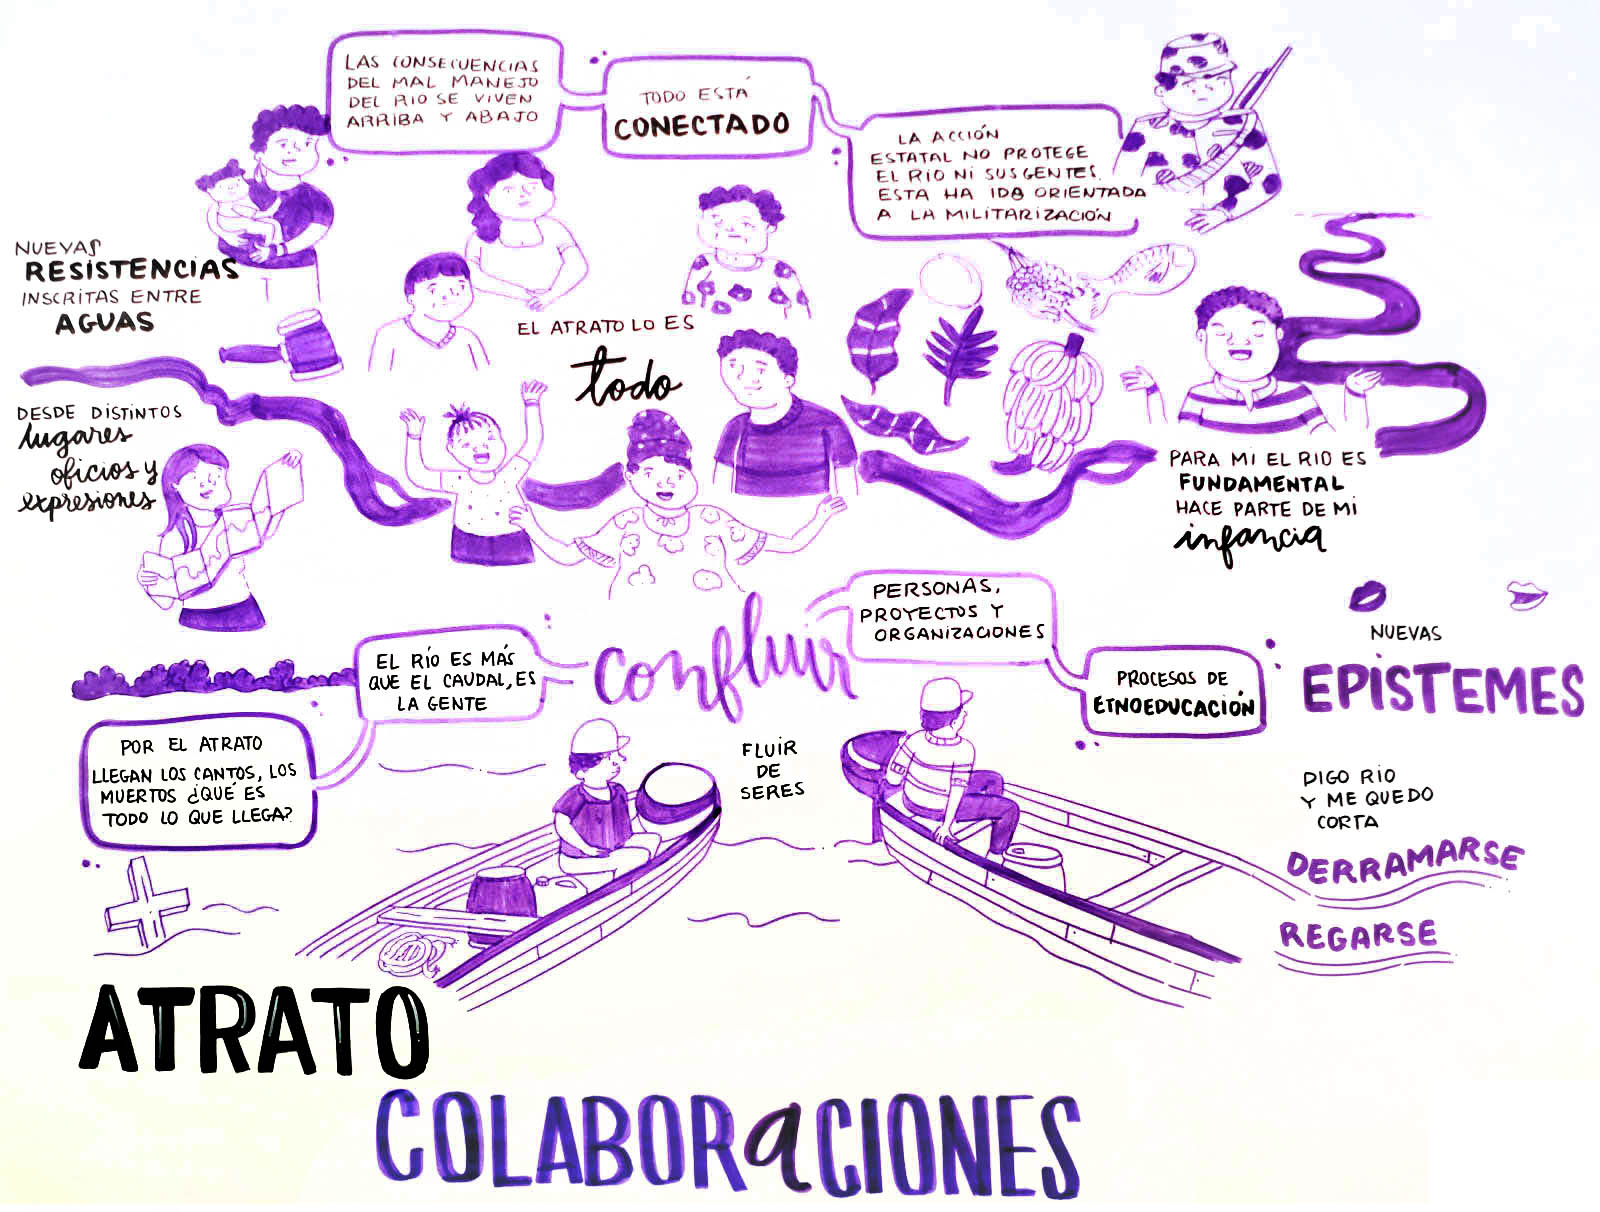 LAS CONSECUENCIAS
DEL MAL MANEJO
DEL RIO SE VIVEN
ARRIBA Y ABAJO
TODO ESTÁ
CONECTADO
LA ACCIÓN
ESTATAL NO PROTEGE
EL RIO NI SUS GENTES.
ESTA HA IDO ORIENTADA
A LA MILITARIZACIÓN
NUEVAS
RESISTENCIAS
INSCRITAS ENTRE
AGUAS
EL ATRATO LO ES
todo
DESDE DISTINTOS
lugares
oficios y
expresiones
PARA MI EL RIO ES
FUNDAMENTAL
HACE PARTE DE MI
infancia
confluir
PERSONAS,
PROYECTOS Y
ORGANIZACIONES
PROCESOS DE
ETNOEDUCACIÓN
NUEVAS
EPISTEMES
EL RÍO ES MÁS
QUE EL CAUDAL, ES
LA GENTE
POR EL ATRATO
LLEGAN LOS CANTOS, LOS
MUERTOS ¿QUÉ ES
TODO LO QUE LLEGA?
FLUIR
DE
SERES
DIGO RIO
Y ME QUEDO
CORTA
DERRAMARSE
REGARSE
ATRATO
COLABORaCIONES